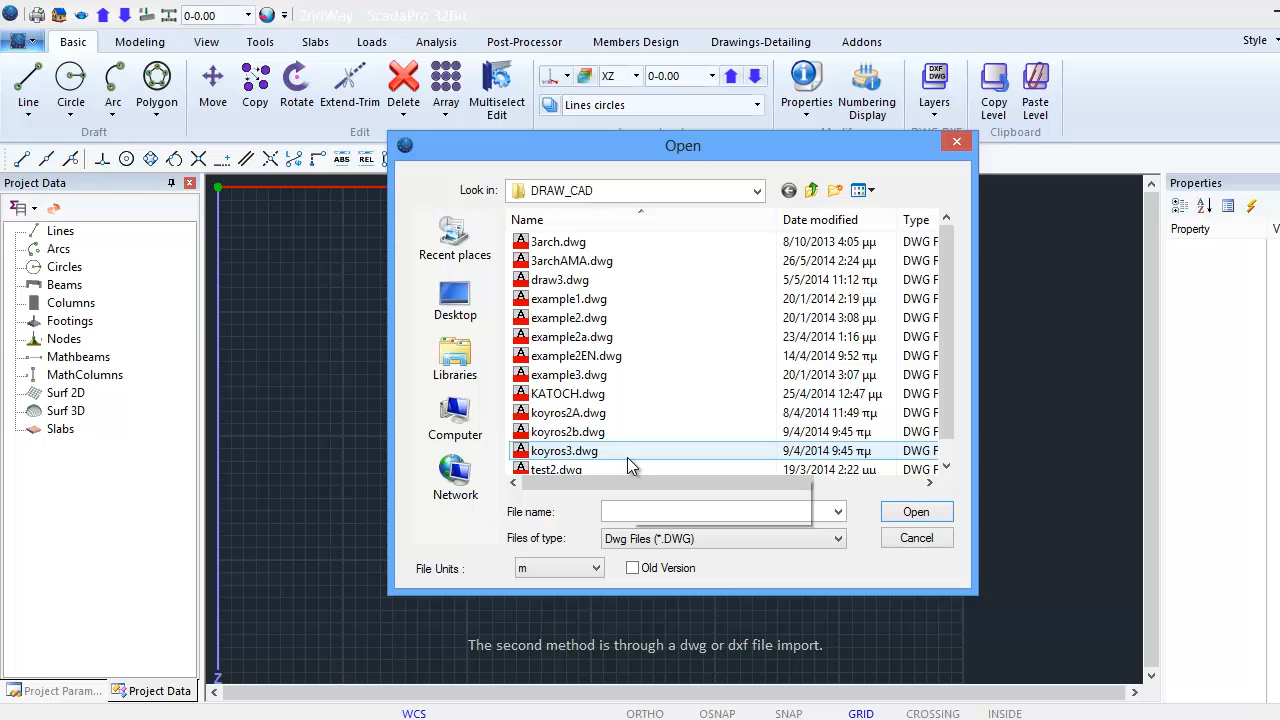 0-0.00
2ndWay - ScadaPro 32Bit
Basic Modeling View Tools Slabs Loads Analysis Post-Processor Members Design Drawings-Detailing Addons Style
XZ 0-0.00
Line Circle Arc Polygon Move Copy Rotate Extend-Trim Delete Array Multiselect Edit
Lines circles
Properties Numbering Display Layers Copy Level Paste Level
DXF DWG
Draft Edit Clipboard
ABS REL
Project Data
Lines
Arcs
Circles
Beams
Columns
Footings
Nodes
Mathbeams
MathColumns
Surf 2D
Surf 3D
Slabs
Project Param... Project Data
Open
Look in: DRAW_CAD
Recent places
Desktop
Libraries
Computer
Network
Name Date modified Type
3arch.dwg 8/10/2013 4:05 μμ DWG F
3archAMA.dwg 26/5/2014 2:24 μμ DWG F
draw3.dwg 5/5/2014 11:12 πμ DWG F
example1.dwg 20/1/2014 2:19 μμ DWG F
example2.dwg 20/1/2014 3:08 μμ DWG F
example2a.dwg 23/4/2014 1:16 μμ DWG F
example2EN.dwg 14/4/2014 9:52 πμ DWG F
example3.dwg 20/1/2014 3:07 μμ DWG F
KATOCH.dwg 25/4/2014 12:47 μμ DWG F
koyros2A.dwg 8/4/2014 11:49 πμ DWG F
koyros2b.dwg 9/4/2014 9:45 πμ DWG F
koyros3.dwg 9/4/2014 9:45 πμ DWG F
test2.dwg 19/3/2014 2:22 μμ DWG F
File name: Open
Files of type: Dwg Files (*.DWG) Cancel
File Units : m Old Version
Properties
Property V
Z
The second method is through a dwg or dxf file import.
WCS ORTHO OSNAP SNAP GRID CROSSING INSIDE